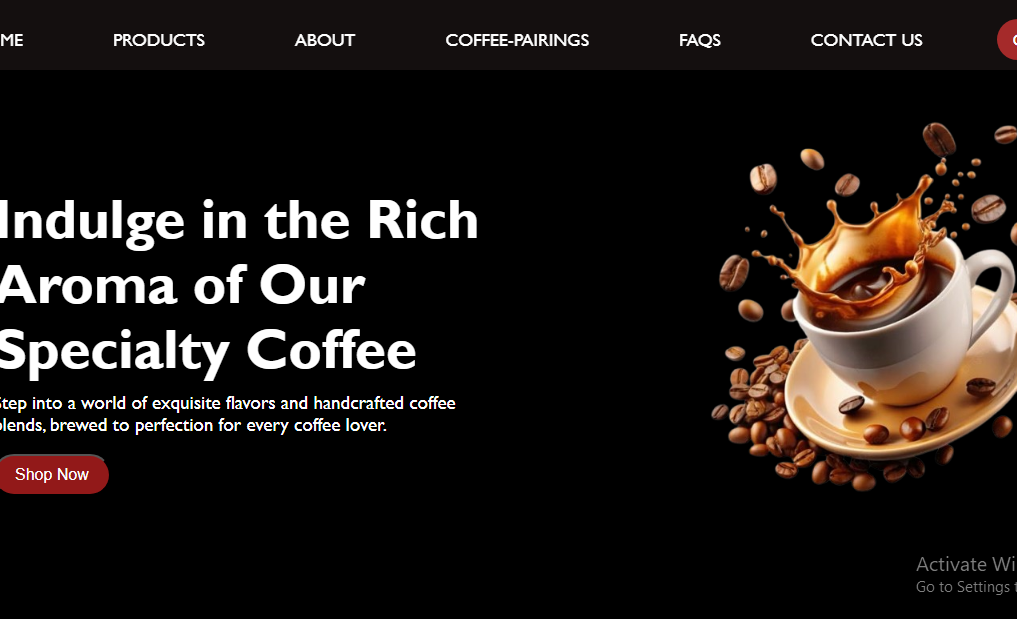 ME PRODUCTS ABOUT COFFEE-PAIRINGS FAQS CONTACT US
Indulge in the Rich
Aroma of Our
Specialty Coffee
Step into a world of exquisite flavors and handcrafted coffee
blends, brewed to perfection for every coffee lover.
Shop Now
Activate Wi
Go to Settings t